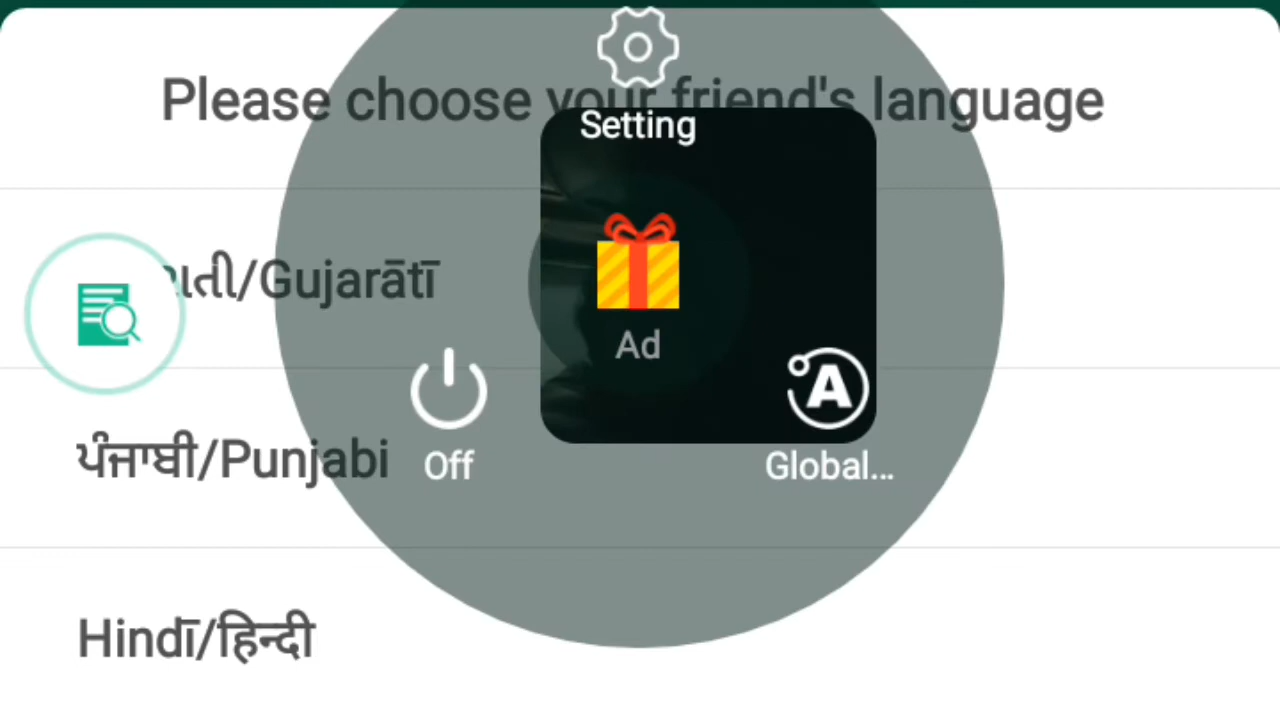 Please choose your friend's language
Setting
/Gujarātī
Ad
ਪੰਜਾਬੀ/Punjabi
Off
Global...
Hindī/हिन्दी